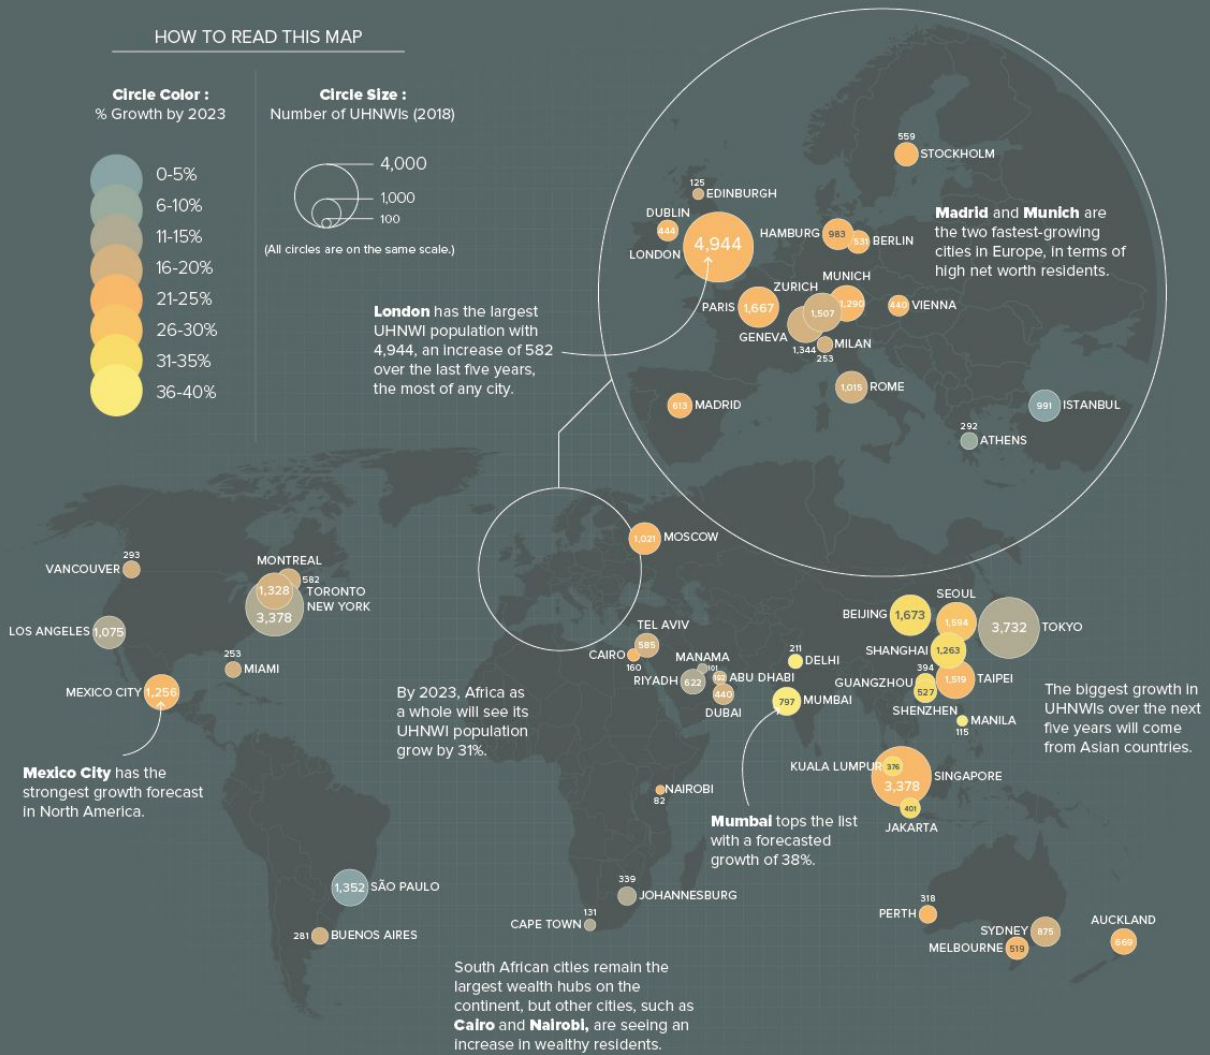 HOW TO READ THIS MAP
Circle Color :
% Growth by 2023
0-5%
6-10%
11-15%
16-20%
21-25%
26-30%
31-35%
36-40%
Circle Size :
Number of UHNWIs (2018)
4,000
1,000
100
(All circles are on the same scale.)
London has the largest
UHNWI population with
4,944, an increase of 582
over the last five years,
the most of any city.
559
STOCKHOLM
125
EDINBURGH
DUBLIN
444
LONDON
4,944
HAMBURG
983
531
BERLIN
Madrid and Munich are
the two fastest-growing
cities in Europe, in terms of
high net worth residents.
MUNICH
1,290
ZURICH
1,507
PARIS
1,667
440
VIENNA
GENEVA
1,344
MILAN
253
1,015
ROME
613
MADRID
991
ISTANBUL
292
ATHENS
1,021
MOSCOW
293
VANCOUVER
MONTREAL
582
1,328
TORONTO
NEW YORK
3,378
LOS ANGELES
1,075
253
MIAMI
MEXICO CITY
1,256
Mexico City has the
strongest growth forecast
in North America.
By 2023, Africa as
a whole will see its
UHNWI population
grow by 31%.
TEL AVIV
585
CAIRO
160
MANAMA
101
RIYADH
622
192
ABU DHABI
440
DUBAI
211
DELHI
797
MUMBAI
BEIJING
1,673
SEOUL
1,594
3,732
TOKYO
SHANGHAI
1,263
394
GUANGZHOU
527
SHENZHEN
1,519
TAIPEI
MANILA
115
The biggest growth in
UHNWIs over the next
five years will come
from Asian countries.
KUALA LUMPUR
376
SINGAPORE
3,378
401
JAKARTA
NAIROBI
82
Mumbai tops the list
with a forecasted
growth of 38%.
1,352
SÃO PAULO
281
BUENOS AIRES
339
JOHANNESBURG
131
CAPE TOWN
318
PERTH
SYDNEY
875
MELBOURNE
519
AUCKLAND
669
South African cities remain the
largest wealth hubs on the
continent, but other cities, such as
Cairo and Nairobi, are seeing an
increase in wealthy residents.